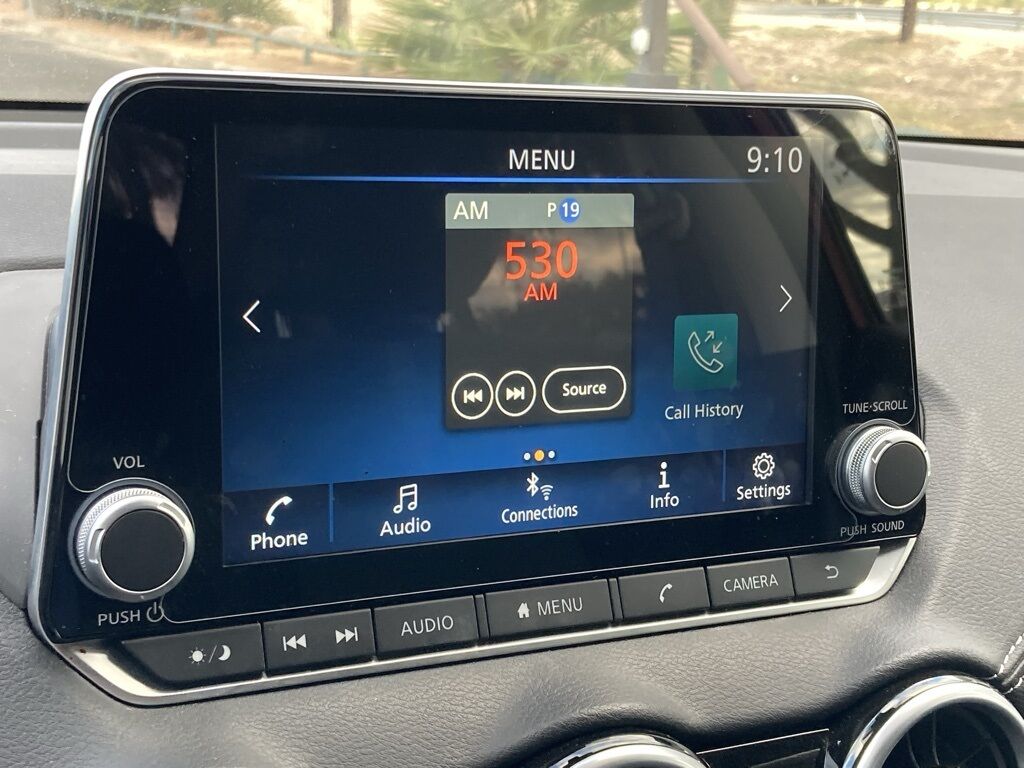 MENU
9:10
AM P 19
530
AM
Source
Call History
TUNE·SCROLL
VOL
Phone
Audio
Connections
Info
Settings
PUSH SOUND
PUSH
AUDIO
MENU
CAMERA